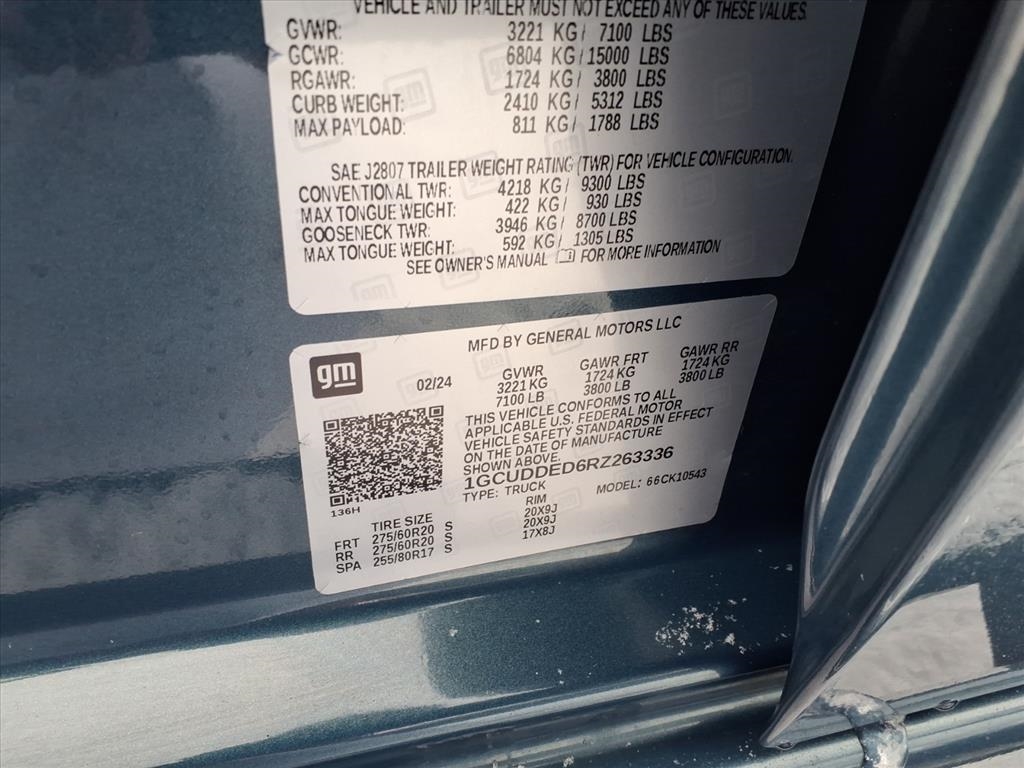 VEHICLE AND TRAILER MUST NOT EXCEED ANY OF THESE VALUES.
GVWR: 3221 KG / 7100 LBS
GCWR: 6804 KG / 15000 LBS
RGAWR: 1724 KG / 3800 LBS
CURB WEIGHT: 2410 KG / 5312 LBS
MAX PAYLOAD: 811 KG / 1788 LBS
SAE J2807 TRAILER WEIGHT RATING (TWR) FOR VEHICLE CONFIGURATION.
CONVENTIONAL TWR: 4218 KG / 9300 LBS
MAX TONGUE WEIGHT: 422 KG / 930 LBS
GOOSENECK TWR: 3946 KG / 8700 LBS
MAX TONGUE WEIGHT: 592 KG / 1305 LBS
SEE OWNER'S MANUAL FOR MORE INFORMATION
MFD BY GENERAL MOTORS LLC
gm
02/24
GVWR GAWR FRT GAWR RR
3221 KG 1724 KG 1724 KG
7100 LB 3800 LB 3800 LB
THIS VEHICLE CONFORMS TO ALL
APPLICABLE U.S. FEDERAL MOTOR
VEHICLE SAFETY STANDARDS IN EFFECT
ON THE DATE OF MANUFACTURE
SHOWN ABOVE.
1GCUDDED6RZ263336
TYPE: TRUCK MODEL: 66CK10543
136H
TIRE SIZE RIM
FRT 275/60R20 S 20X9J
RR 275/60R20 S 20X9J
SPA 255/80R17 S 17X8J